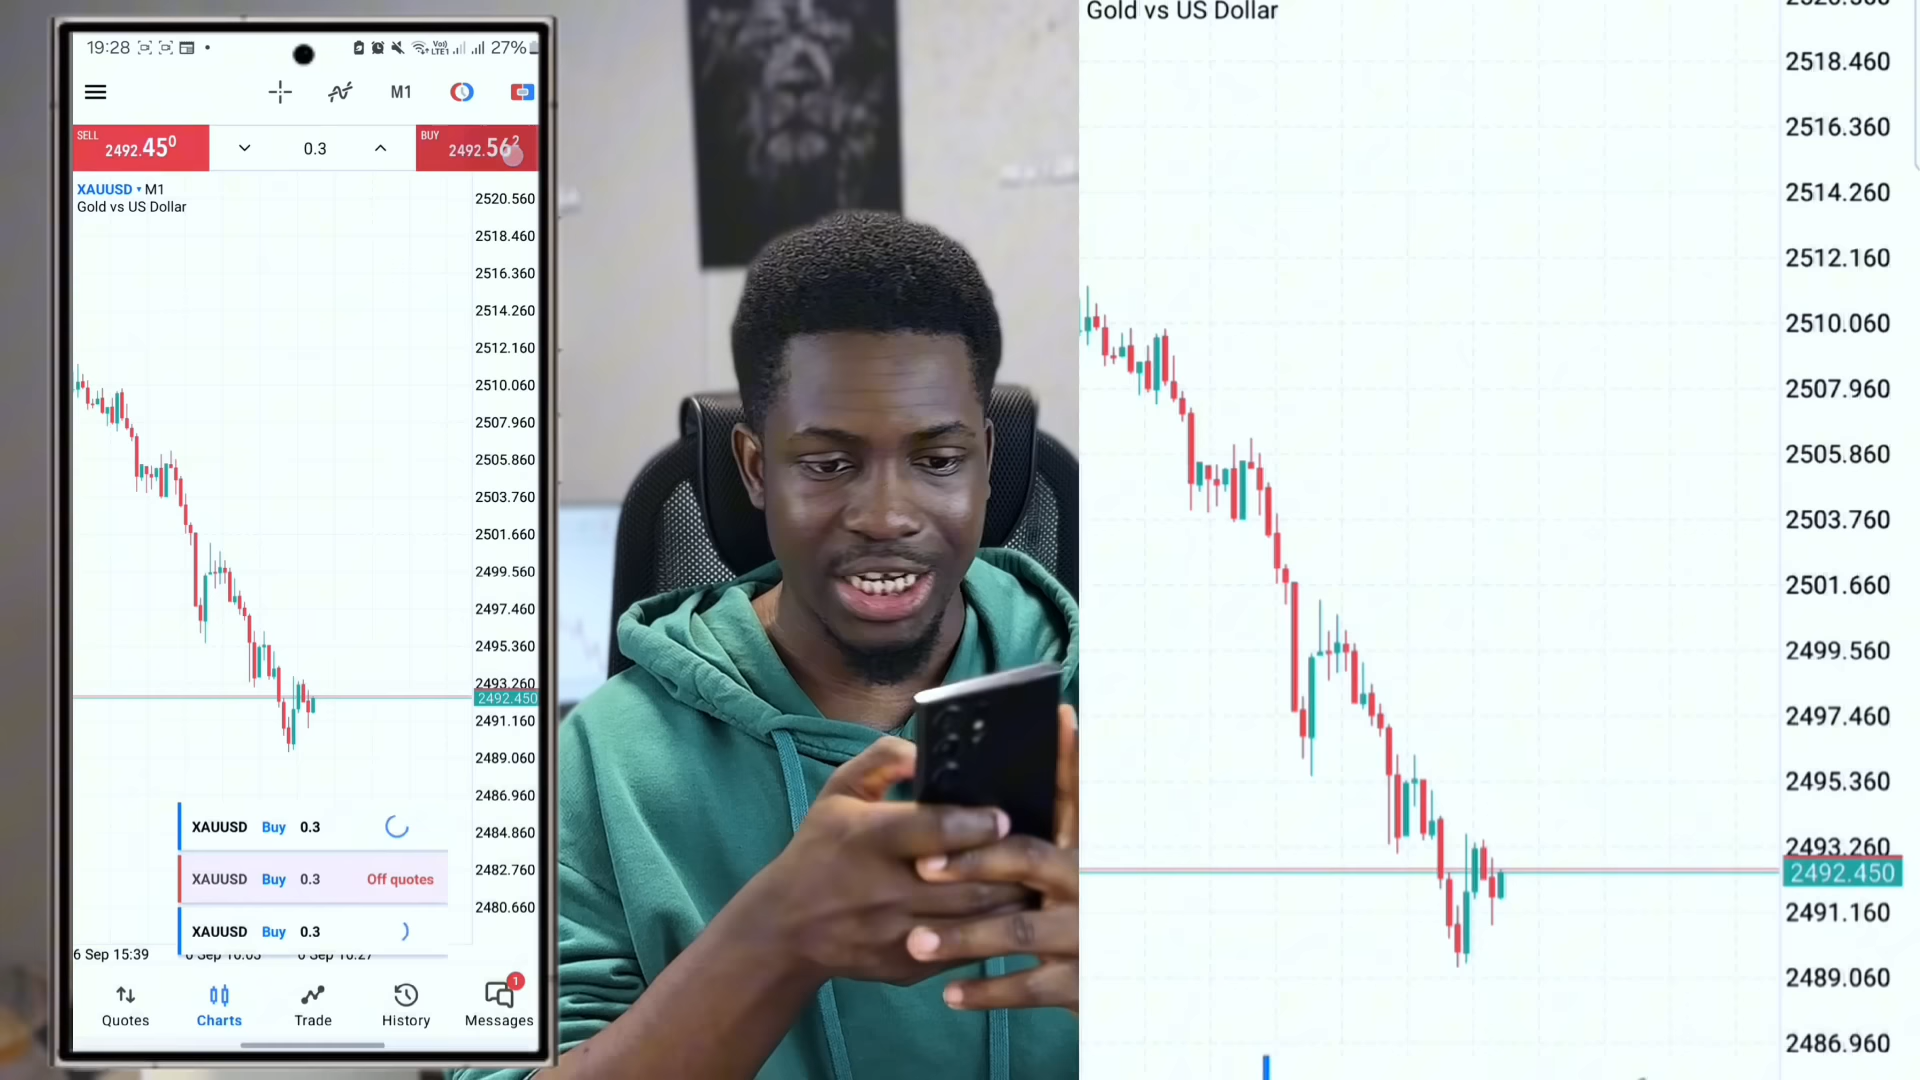 19:28
Vo)) LTE1 27%
M1
SELL
2492.45⁰
0.3
BUY
2492.56²
XAUUSD M1
Gold vs US Dollar
2520.560
2518.460
2516.360
2514.260
2512.160
2510.060
2507.960
2505.860
2503.760
2501.660
2499.560
2497.460
2495.360
2493.260
2492.450
2491.160
2489.060
2486.960
2484.860
2482.760
2480.660
XAUUSD Buy 0.3
XAUUSD Buy 0.3 Off quotes
XAUUSD Buy 0.3
6 Sep 15:39
Quotes
Charts
Trade
History
1
Messages
Gold vs US Dollar
2518.460
2516.360
2514.260
2512.160
2510.060
2507.960
2505.860
2503.760
2501.660
2499.560
2497.460
2495.360
2493.260
2492.450
2491.160
2489.060
2486.960